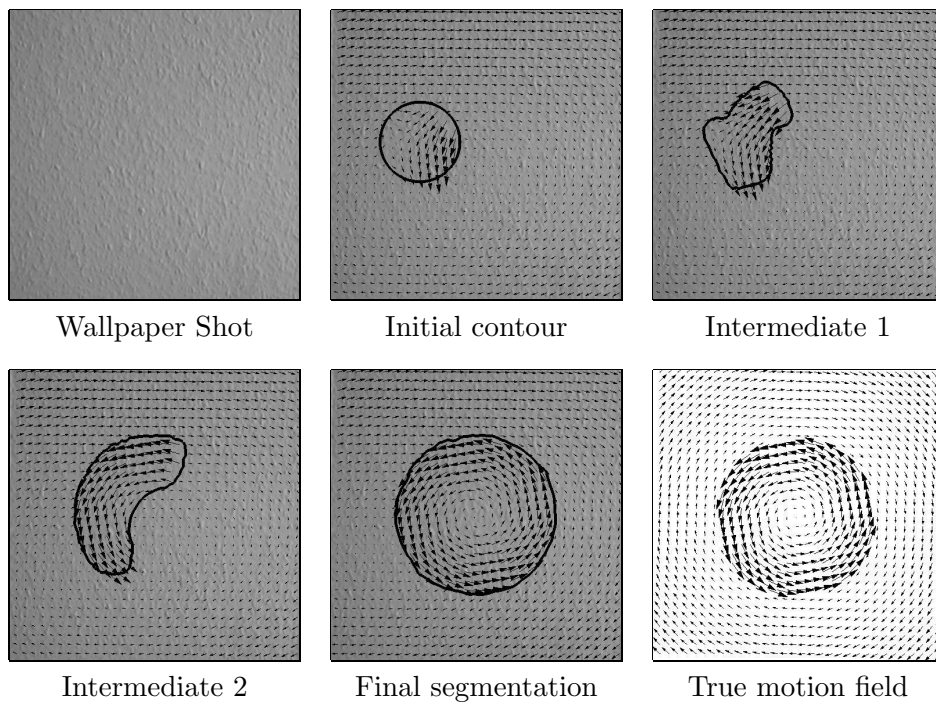 Wallpaper Shot
Initial contour
Intermediate 1
Intermediate 2
Final segmentation
True motion field